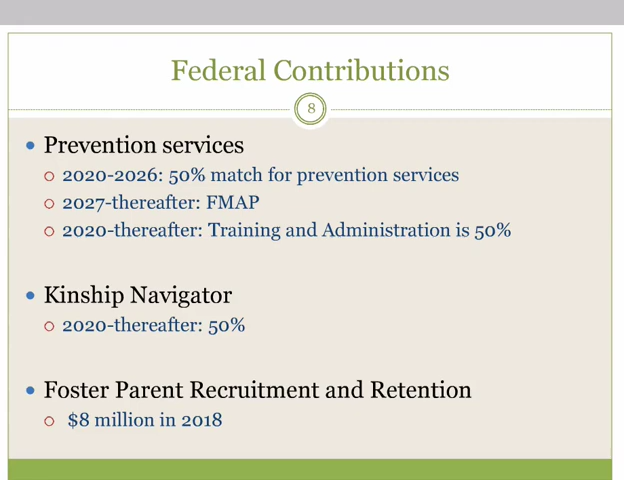 Federal Contributions
8
Prevention services
2020-2026: 50% match for prevention services
2027-thereafter: FMAP
2020-thereafter: Training and Administration is 50%
Kinship Navigator
2020-thereafter: 50%
Foster Parent Recruitment and Retention
$8 million in 2018